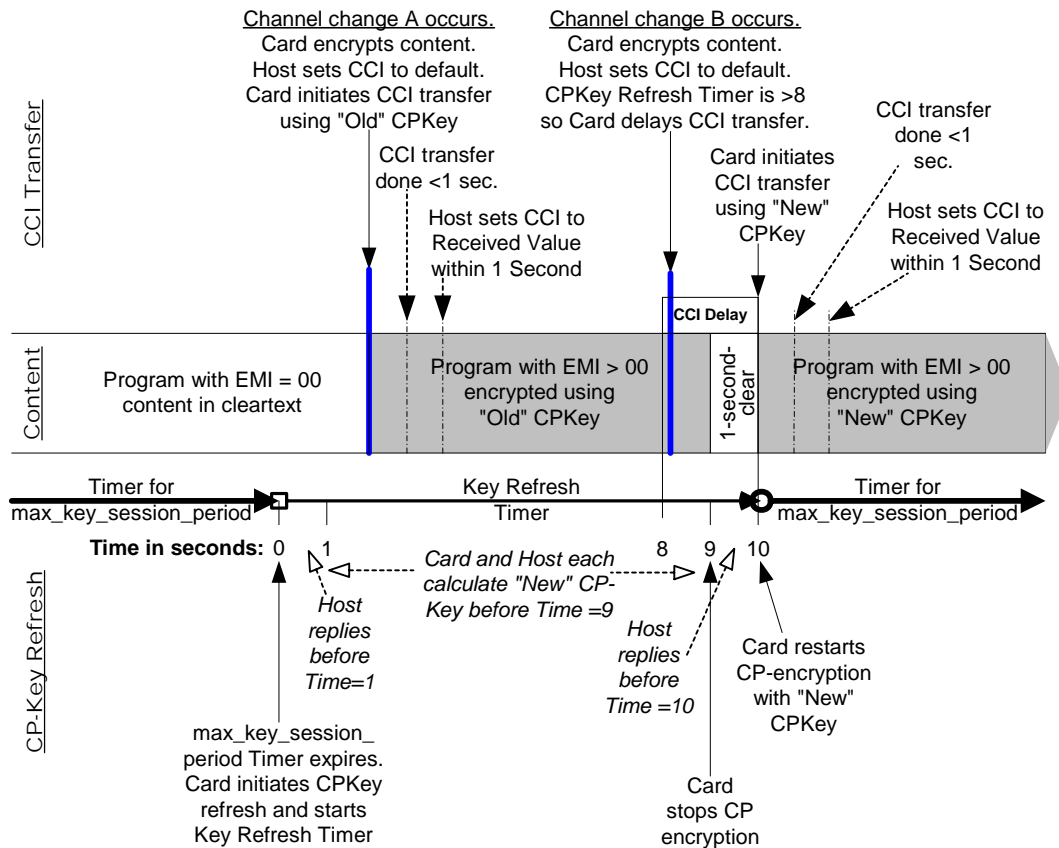 Channel change A occurs.
Card encrypts content.
Host sets CCI to default.
Card initiates CCI transfer
using "Old" CPKey
Channel change B occurs.
Card encrypts content.
Host sets CCI to default.
CPKey Refresh Timer is >8
so Card delays CCI transfer.
CCI Transfer
CCI transfer
done <1 sec.
Host sets CCI to
Received Value
within 1 Second
Card initiates
CCI transfer
using "New"
CPKey
CCI transfer
done <1
sec.
Host sets CCI to
Received Value
within 1 Second
CCI Delay
Content
Program with EMI = 00
content in cleartext
Program with EMI > 00
encrypted using
"Old" CPKey
1-second-
clear
Program with EMI > 00
encrypted using
"New" CPKey
Timer for
max_key_session_period
Key Refresh
Timer
Timer for
max_key_session_period
Time in seconds: 0 1 8 9 10
CP-Key Refresh
Host
replies
before
Time=1
Card and Host each
calculate "New" CP-
Key before Time =9
Host
replies
before
Time =10
Card restarts
CP-encryption
with "New"
CPKey
max_key_session_
period Timer expires.
Card initiates CPKey
refresh and starts
Key Refresh Timer
Card
stops CP
encryption